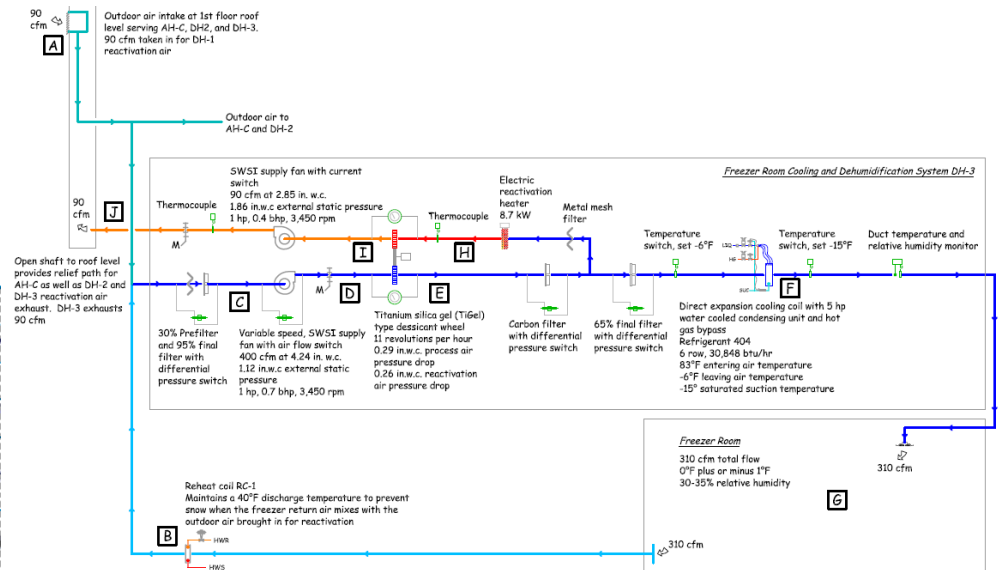 90
cfm
A
Outdoor air intake at 1st floor roof
level serving AH-C, DH2, and DH-3.
90 cfm taken in for DH-1
reactivation air
Outdoor air to
AH-C and DH-2
Freezer Room Cooling and Dehumidification System DH-3
SWSI supply fan with current
switch
90 cfm at 2.85 in. w.c.
1.86 in.w.c external static pressure
1 hp, 0.4 bhp, 3,450 rpm
Electric
reactivation
heater
8.7 kW
90
cfm
J
Thermocouple
M
I
Thermocouple
H
Metal mesh
filter
Temperature
switch, set -6°F
Temperature
switch, set -15°F
Duct temperature and
relative humidity monitor
LIQ
HG
SUC
Open shaft to roof level
provides relief path for
AH-C as well as DH-2 and
DH-3 reactivation air
exhaust. DH-3 exhausts
90 cfm
C
M
D
E
F
30% Prefilter
and 95% final
filter with
differential
pressure switch
Variable speed, SWSI supply
fan with air flow switch
400 cfm at 4.24 in. w.c.
1.12 in.w.c external static
pressure
1 hp, 0.7 bhp, 3,450 rpm
Titanium silica gel (TiGel)
type dessicant wheel
11 revolutions per hour
0.29 in.w.c. process air
pressure drop
0.26 in.w.c. reactivation
air pressure drop
Carbon filter
with differential
pressure switch
65% final filter
with differential
pressure switch
Direct expansion cooling coil with 5 hp
water cooled condensing unit and hot
gas bypass
Refrigerant 404
6 row, 30,848 btu/hr
83°F entering air temperature
-6°F leaving air temperature
-15° saturated suction temperature
Freezer Room
310 cfm total flow
0°F plus or minus 1°F
30-35% relative humidity
310 cfm
G
Reheat coil RC-1
Maintains a 40°F discharge temperature to prevent
snow when the freezer return air mixes with the
outdoor air brought in for reactivation
B
HWR
HWS
310 cfm